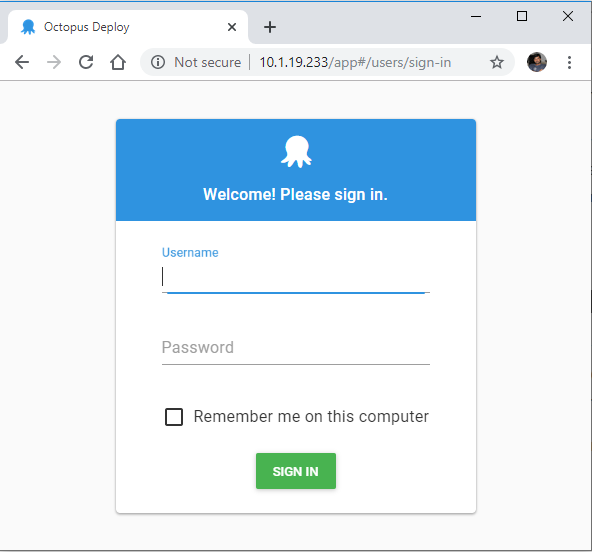 Octopus Deploy
Not secure | 10.1.19.233/app#/users/sign-in
Welcome! Please sign in.
Username
Password
Remember me on this computer
SIGN IN